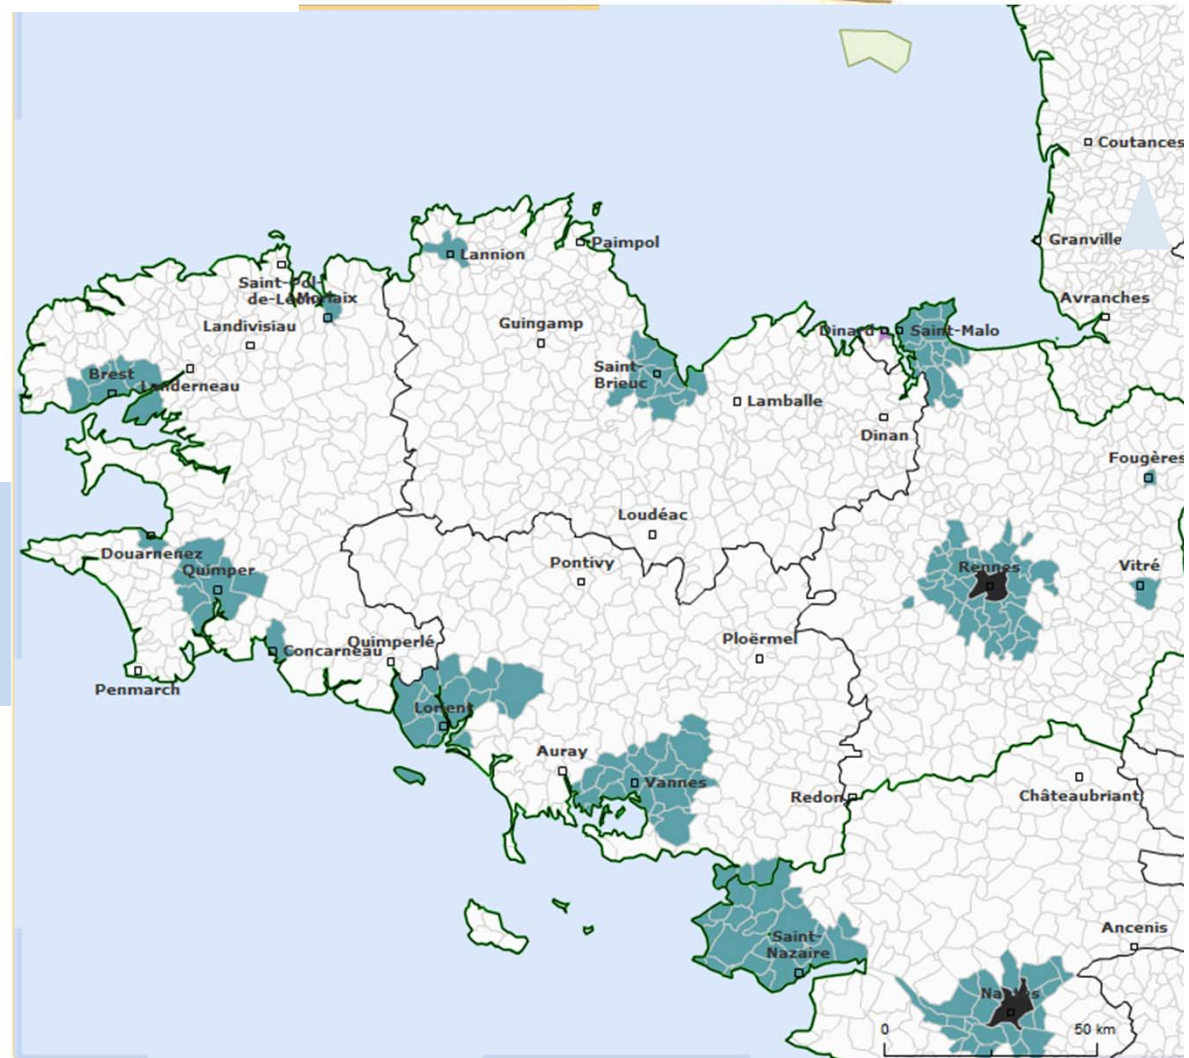 Coutances
Granville
Paimpol
Lannion
Saint-Pol-
de-Léon
Morlaix
Avranches
Landivisiau
Guingamp
Dinard
Saint-Malo
Brest
Landerneau
Saint-
Brieuc
Lamballe
Dinan
Fougères
Loudéac
Douarnenez
Quimper
Pontivy
Rennes
Vitré
Concarneau
Quimperlé
Ploërmel
Penmarch
Lorient
Auray
Vannes
Redon
Châteaubriant
Saint-
Nazaire
Ancenis
Nantes
0
50 km